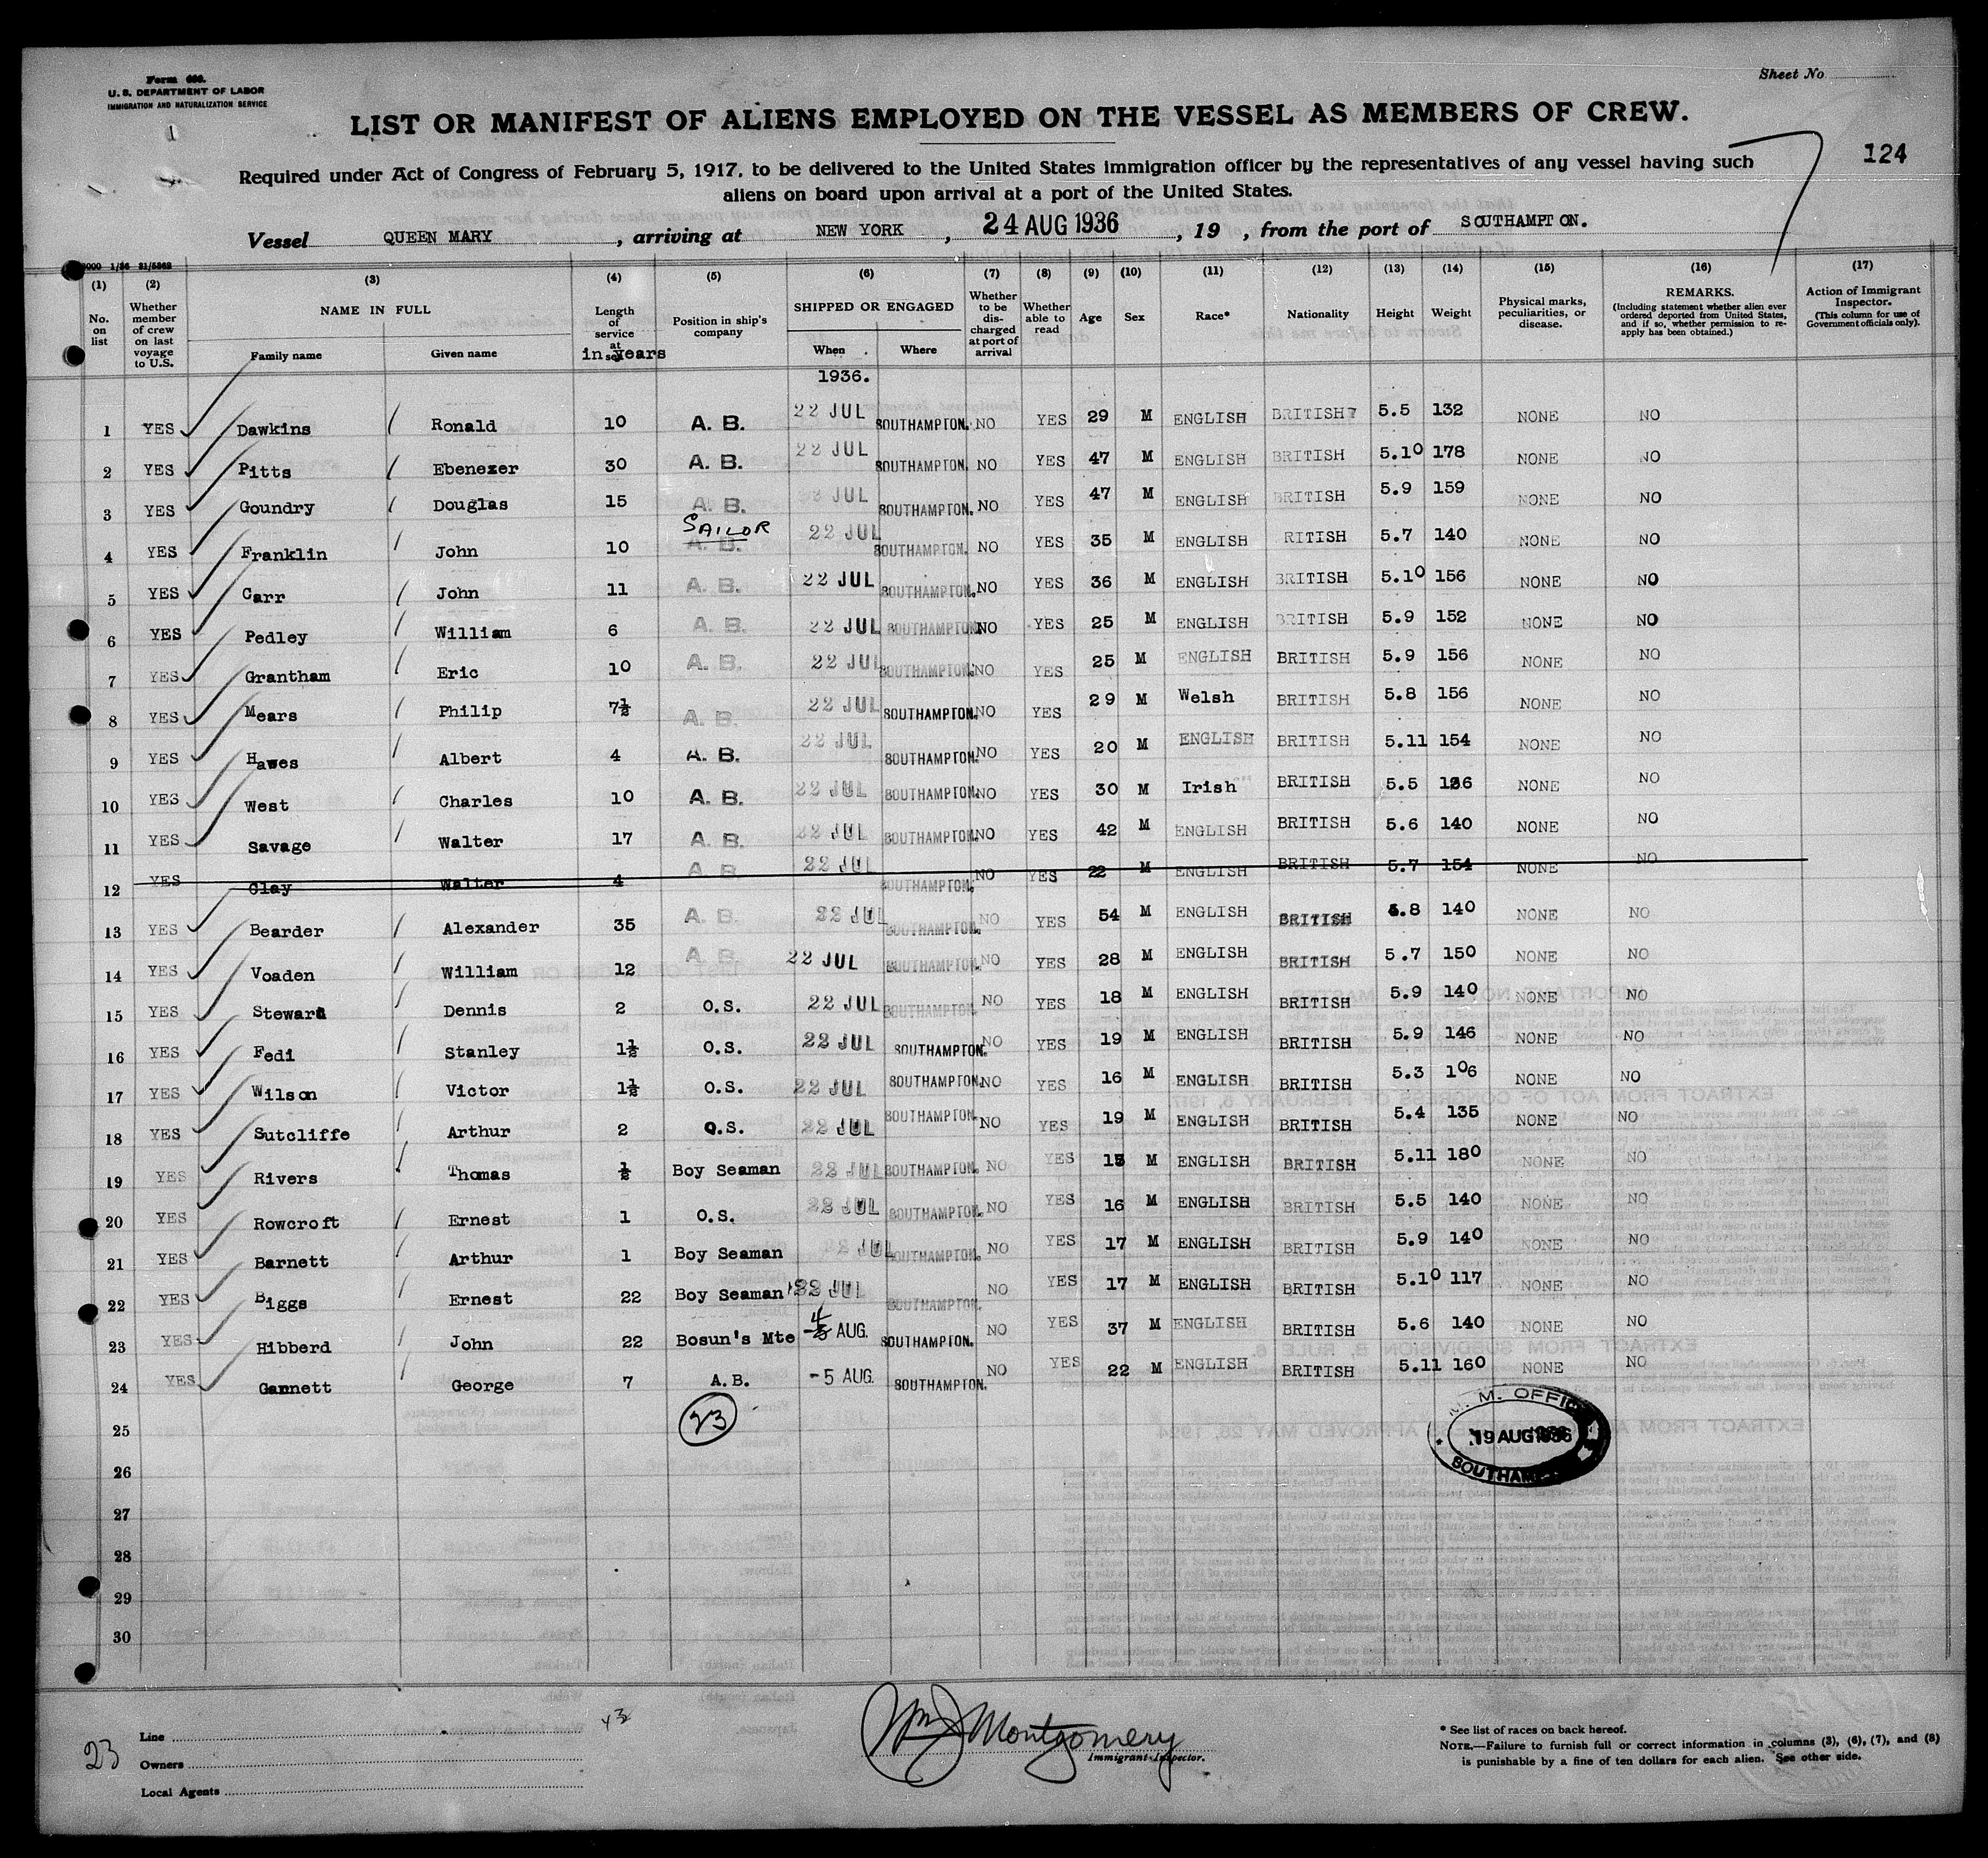 Form 680.
U. S. DEPARTMENT OF LABOR
IMMIGRATION AND NATURALIZATION SERVICE
Sheet No
LIST OR MANIFEST OF ALIENS EMPLOYED ON THE VESSEL AS MEMBERS OF CREW.
124
Required under Act of Congress of February 5, 1917, to be delivered to the United States immigration officer by the representatives of any vessel having such
aliens on board upon arrival at a port of the United States.
Vessel QUEEN MARY, arriving at NEW YORK, 24 AUG 1936, 19 , from the port of SOUTHAMPTON.
(1) No. on list
(2) Whether member of crew on last voyage to U.S.
(3) NAME IN FULL Family name Given name
(4) Length of service at sea in years
(5) Position in ship's company
(6) SHIPPED OR ENGAGED When Where
(7) Whether to be discharged at port of arrival
(8) Whether able to read
(9) Age
(10) Sex
(11) Race*
(12) Nationality
(13) Height
(14) Weight
(15) Physical marks, peculiarities, or disease.
(16) REMARKS. (Including statement whether alien ever ordered deported from United States, and if so, whether permission to re-apply has been obtained.)
(17) Action of Immigrant Inspector. (This column for use of Government officials only).
1936.
1 YES Dawkins Ronald 10 A. B. 22 JUL SOUTHAMPTON. NO YES 29 M ENGLISH BRITISH 5.5 132 NONE NO
2 YES Pitts Ebenezer 30 A. B. 22 JUL SOUTHAMPTON. NO YES 47 M ENGLISH BRITISH 5.10 178 NONE NO
3 YES Goundry Douglas 15 A. B. 22 JUL SOUTHAMPTON. NO YES 47 M ENGLISH BRITISH 5.9 159 NONE NO
4 YES Franklin John 10 SAILOR A. B. 22 JUL SOUTHAMPTON. NO YES 35 M ENGLISH RITISH 5.7 140 NONE NO
5 YES Carr John 11 A. B. 22 JUL SOUTHAMPTON. NO YES 36 M ENGLISH BRITISH 5.10 156 NONE NO
6 YES Pedley William 6 A. B. 22 JUL SOUTHAMPTON. NO YES 25 M ENGLISH BRITISH 5.9 152 NONE NO
7 YES Grantham Eric 10 A. B. 22 JUL SOUTHAMPTON. NO YES 25 M ENGLISH BRITISH 5.9 156 NONE NO
8 YES Mears Philip 7½ A. B. 22 JUL SOUTHAMPTON. NO YES 29 M Welsh BRITISH 5.8 156 NONE NO
9 YES Hawes Albert 4 A. B. 22 JUL SOUTHAMPTON. NO YES 20 M ENGLISH BRITISH 5.11 154 NONE NO
10 YES West Charles 10 A. B. 22 JUL SOUTHAMPTON. NO YES 30 M Irish BRITISH 5.5 NONE NO
11 YES Savage Walter 17 A. B. 22 JUL SOUTHAMPTON. NO YES 42 M ENGLISH BRITISH 5.6 140 NONE NO
12 YES Clay Walter 4 A. B. 22 JUL SOUTHAMPTON. NO YES 22 M ENGLISH BRITISH 5.7 154 NONE NO
13 YES Bearder Alexander 35 A. B. 22 JUL SOUTHAMPTON. NO YES 54 M ENGLISH BRITISH 5.8 140 NONE NO
14 YES Voaden William 12 A. B. 22 JUL SOUTHAMPTON. NO YES 28 M ENGLISH BRITISH 5.7 150 NONE NO
15 YES Steward Dennis 2 O.S. 22 JUL SOUTHAMPTON. NO YES 18 M ENGLISH BRITISH 5.9 140 NONE NO
16 YES Fedi Stanley 1½ O.S. 22 JUL SOUTHAMPTON. NO YES 19 M ENGLISH BRITISH 5.9 146 NONE NO
17 YES Wilson Victor 1½ O.S. 22 JUL SOUTHAMPTON. NO YES 16 M ENGLISH BRITISH 5.3 106 NONE NO
18 YES Sutcliffe Arthur 2 O.S. 22 JUL SOUTHAMPTON. NO YES 19 M ENGLISH BRITISH 5.4 135 NONE NO
19 YES Rivers Thomas ½ Boy Seaman 22 JUL SOUTHAMPTON. NO YES 15 M ENGLISH BRITISH 5.11 180 NONE NO
20 YES Rowcroft Ernest 1 O.S. 22 JUL SOUTHAMPTON. NO YES 16 M ENGLISH BRITISH 5.5 140 NONE NO
21 YES Barnett Arthur 1 Boy Seaman 22 JUL SOUTHAMPTON. NO YES 17 M ENGLISH BRITISH 5.9 140 NONE NO
22 YES Biggs Ernest 22 Boy Seaman 22 JUL SOUTHAMPTON. NO YES 17 M ENGLISH BRITISH 5.10 117 NONE NO
23 YES Hibberd John 22 Bosun's Mte 4 AUG. SOUTHAMPTON. NO YES 37 M ENGLISH BRITISH 5.6 140 NONE NO
24 YES Gannett George 7 A.B. -5 AUG. SOUTHAMPTON. NO YES 22 M ENGLISH BRITISH 5.11 160 NONE NO
25
23
M. M. OFFICE
19 AUG 1936
SOUTHAMPTON
26
27
28
29
30
Line
Owners
Local Agents
23
43
Wm J Montgomery
Immigrant Inspector.
* See list of races on back hereof.
NOTE.—Failure to furnish full or correct information in columns (3), (6), (7), and (8)
is punishable by a fine of ten dollars for each alien. See other side.